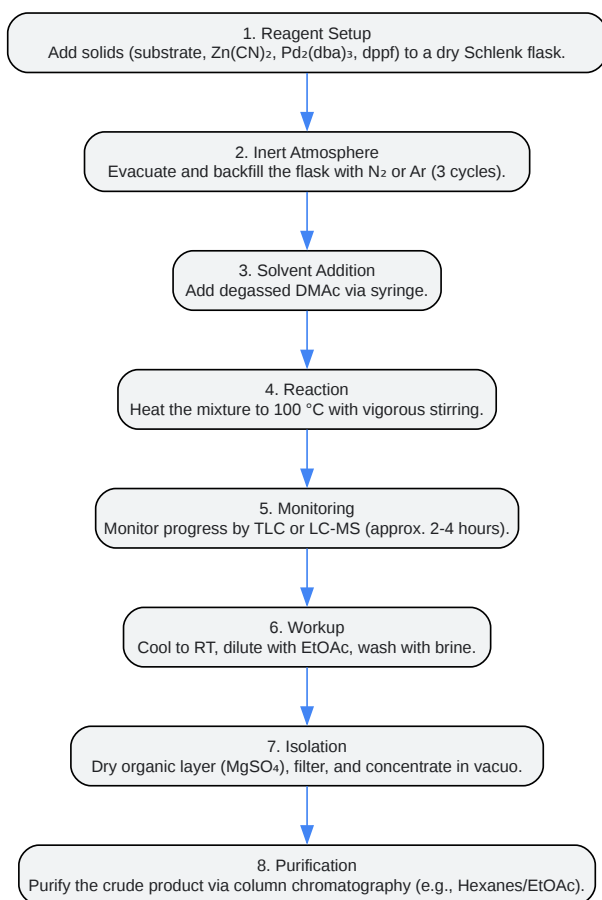 1. Reagent Setup
Add solids (substrate, Zn(CN)₂, Pd₂(dba)₃, dppf) to a dry Schlenk flask.
2. Inert Atmosphere
Evacuate and backfill the flask with N₂ or Ar (3 cycles).
3. Solvent Addition
Add degassed DMAc via syringe.
4. Reaction
Heat the mixture to 100 °C with vigorous stirring.
5. Monitoring
Monitor progress by TLC or LC-MS (approx. 2-4 hours).
6. Workup
Cool to RT, dilute with EtOAc, wash with brine.
7. Isolation
Dry organic layer (MgSO₄), filter, and concentrate in vacuo.
8. Purification
Purify the crude product via column chromatography (e.g., Hexanes/EtOAc).